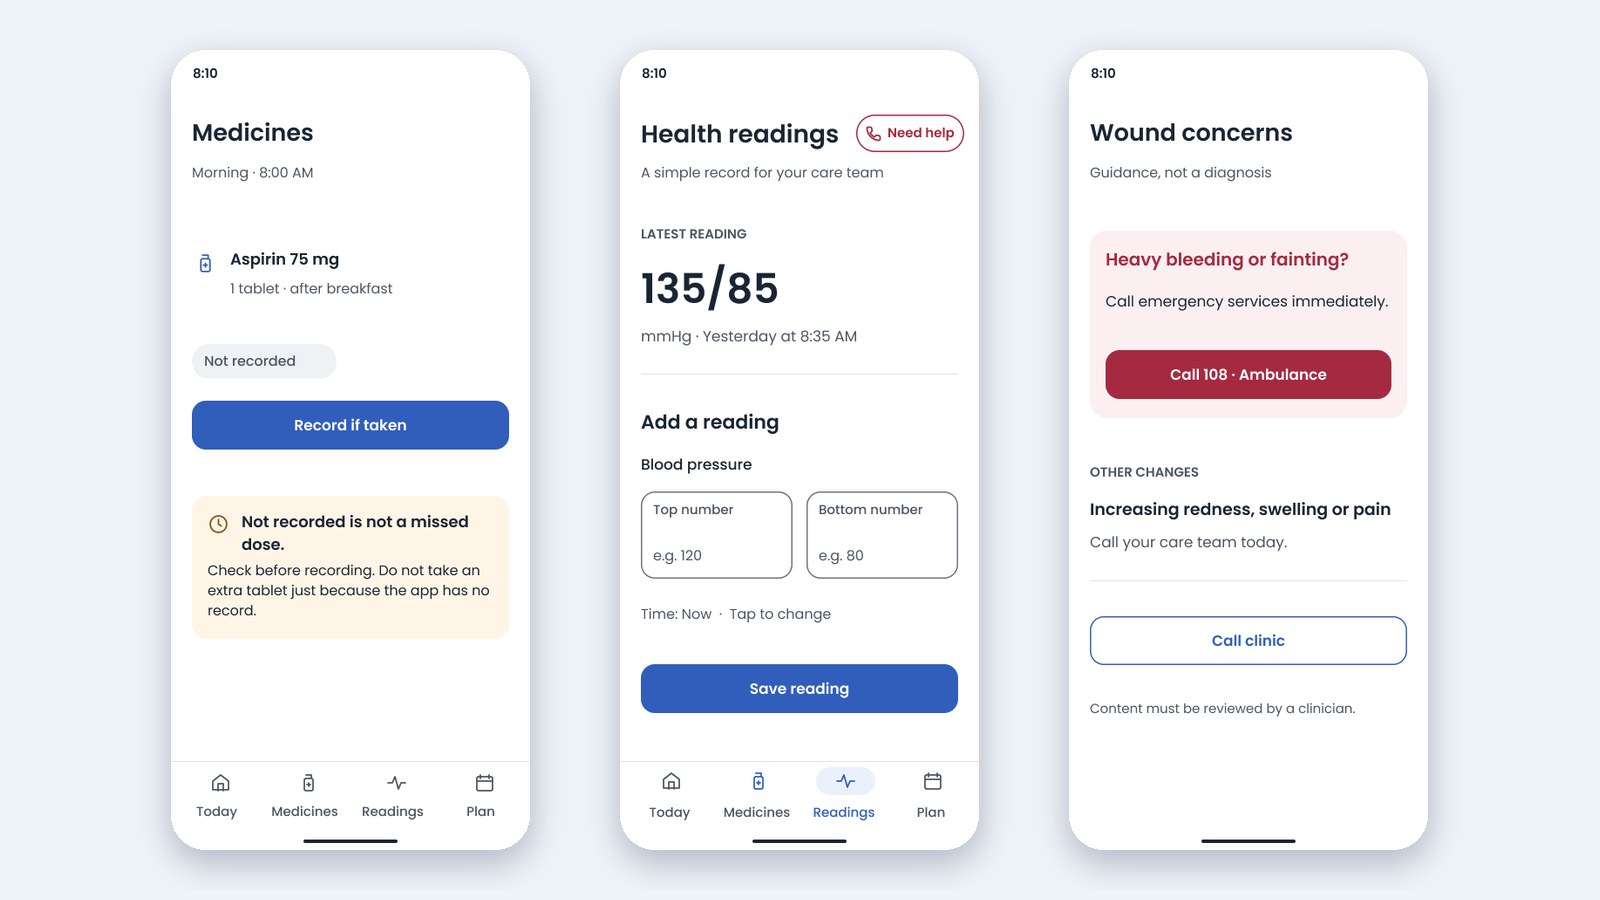 8:10
Medicines
Morning · 8:00 AM
Aspirin 75 mg
1 tablet · after breakfast
Not recorded
Record if taken
Not recorded is not a missed
dose.
Check before recording. Do not take an
extra tablet just because the app has no
record.
Today
Medicines
Readings
Plan
8:10
Health readings
Need help
A simple record for your care team
LATEST READING
135/85
mmHg · Yesterday at 8:35 AM
Add a reading
Blood pressure
Top number
Bottom number
e.g. 120
e.g. 80
Time: Now · Tap to change
Save reading
Today
Medicines
Readings
Plan
8:10
Wound concerns
Guidance, not a diagnosis
Heavy bleeding or fainting?
Call emergency services immediately.
Call 108 · Ambulance
OTHER CHANGES
Increasing redness, swelling or pain
Call your care team today.
Call clinic
Content must be reviewed by a clinician.